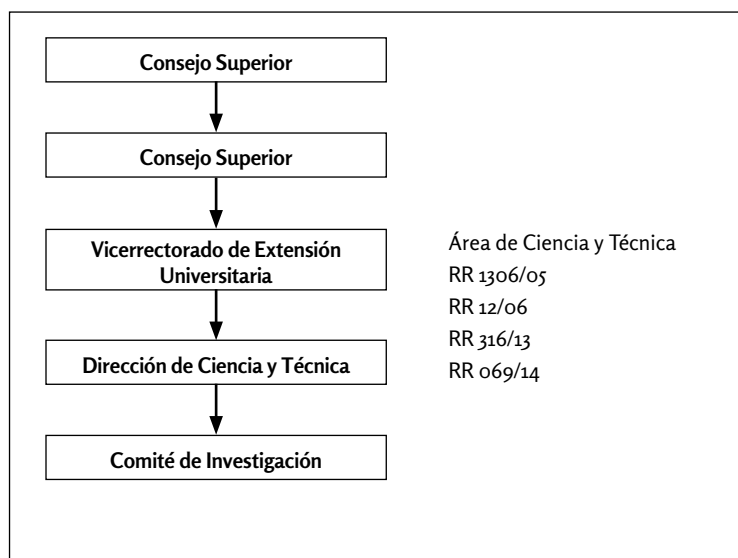 Consejo Superior
Consejo Superior
Vicerrectorado de Extensión
Universitaria
Dirección de Ciencia y Técnica
Comité de Investigación
Área de Ciencia y Técnica
RR 1306/05
RR 12/06
RR 316/13
RR 069/14